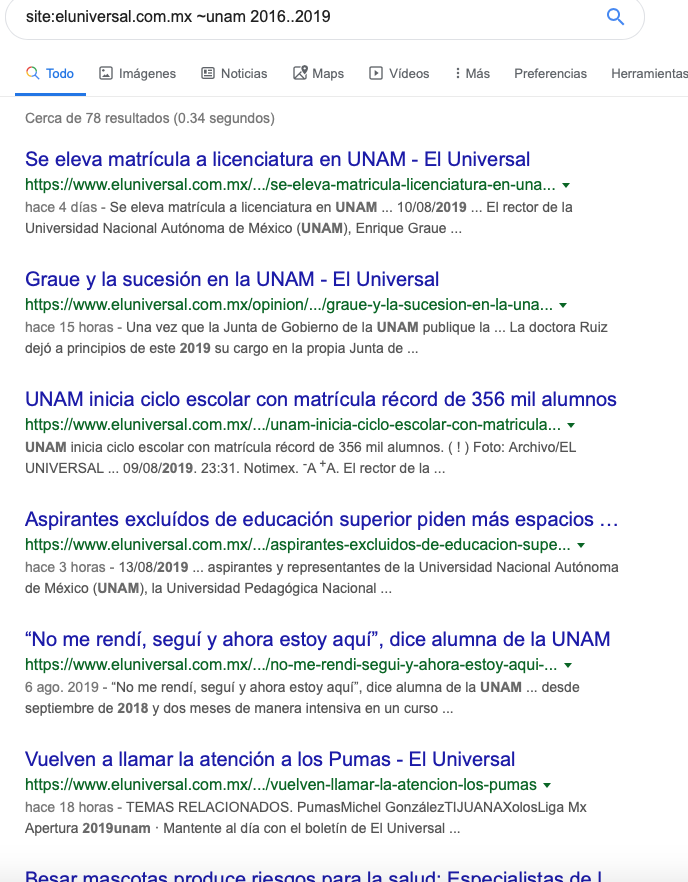 site:eluniversal.com.mx ~unam 2016..2019
Todo Imágenes Noticias Maps Vídeos Más Preferencias Herramientas
Cerca de 78 resultados (0.34 segundos)
Se eleva matrícula a licenciatura en UNAM - El Universal
https://www.eluniversal.com.mx/.../se-eleva-matricula-licenciatura-en-una...
hace 4 días - Se eleva matrícula a licenciatura en UNAM ... 10/08/2019 ... El rector de la
Universidad Nacional Autónoma de México (UNAM), Enrique Graue ...
Graue y la sucesión en la UNAM - El Universal
https://www.eluniversal.com.mx/opinion/.../graue-y-la-sucesion-en-la-una...
hace 15 horas - Una vez que la Junta de Gobierno de la UNAM publique la ... La doctora Ruiz
dejó a principios de este 2019 su cargo en la propia Junta de ...
UNAM inicia ciclo escolar con matrícula récord de 356 mil alumnos
https://www.eluniversal.com.mx/.../unam-inicia-ciclo-escolar-con-matricula...
UNAM inicia ciclo escolar con matrícula récord de 356 mil alumnos. ( ! ) Foto: Archivo/EL
UNIVERSAL ... 09/08/2019. 23:31. Notimex. -A +A. El rector de la ...
Aspirantes excluídos de educación superior piden más espacios ...
https://www.eluniversal.com.mx/.../aspirantes-excluidos-de-educacion-supe...
hace 3 horas - 13/08/2019 ... aspirantes y representantes de la Universidad Nacional Autónoma
de México (UNAM), la Universidad Pedagógica Nacional ...
“No me rendí, seguí y ahora estoy aquí”, dice alumna de la UNAM
https://www.eluniversal.com.mx/.../no-me-rendi-segui-y-ahora-estoy-aqui-...
6 ago. 2019 - “No me rendí, seguí y ahora estoy aquí”, dice alumna de la UNAM ... desde
septiembre de 2018 y dos meses de manera intensiva en un curso ...
Vuelven a llamar la atención a los Pumas - El Universal
https://www.eluniversal.com.mx/.../vuelven-llamar-la-atencion-los-pumas
hace 18 horas - TEMAS RELACIONADOS. PumasMichel GonzálezTIJUANAXolosLiga Mx
Apertura 2019unam · Mantente al día con el boletín de El Universal ...
Besar mascotas produce riesgos para la salud: Especialistas de